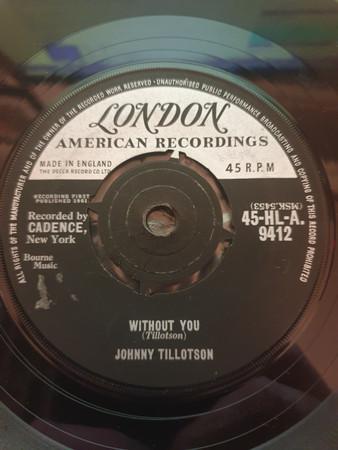 ALL RIGHTS OF THE MANUFACTURER AND OF THE OWNER OF THE RECORDED WORK RESERVED · UNAUTHORISED PUBLIC PERFORMANCE BROADCASTING AND COPYING OF THIS RECORD PROHIBITED
LONDON
AMERICAN RECORDINGS
MADE IN ENGLAND
THE DECCA RECORD CO LTD
45 R.P.M
RECORDING FIRST
PUBLISHED 1961
Recorded by
CADENCE,
New York
Bourne
Music
(MSK.5453)
45-HL-A.
9412
WITHOUT YOU
(Tillotson)
JOHNNY TILLOTSON